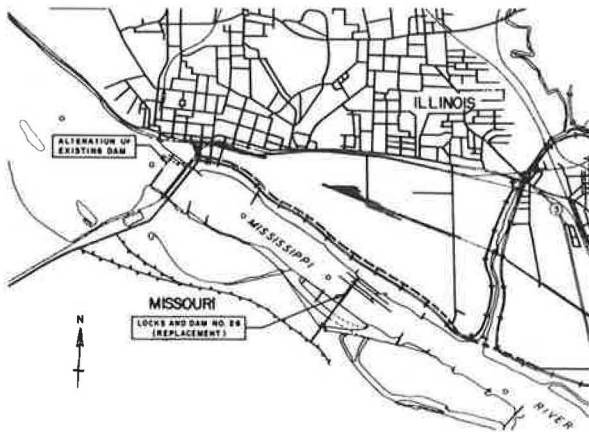 ILLINOIS
ALTERATION OF
EXISTING DAM
MISSISSIPPI
MISSOURI
LOCKS AND DAM NO. 26
(REPLACEMENT)
N
RIVER